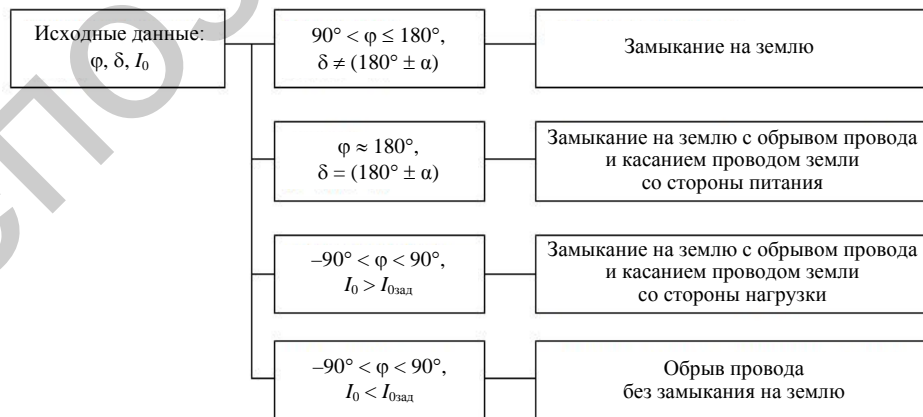 Исходные данные:
φ, δ, I₀
90° < φ ≤ 180°,
δ ≠ (180° ± α)
Замыкание на землю
φ ≈ 180°,
δ = (180° ± α)
Замыкание на землю с обрывом провода
и касанием проводом земли
со стороны питания
–90° < φ < 90°,
I₀ > I₀зад
Замыкание на землю с обрывом провода
и касанием проводом земли
со стороны нагрузки
–90° < φ < 90°,
I₀ < I₀зад
Обрыв провода
без замыкания на землю